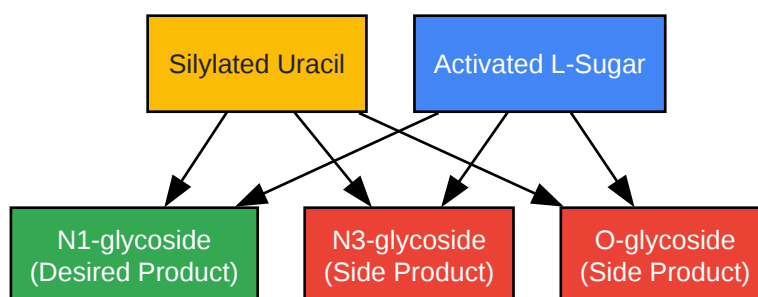 Silylated Uracil
Activated L-Sugar
N1-glycoside
(Desired Product)
N3-glycoside
(Side Product)
O-glycoside
(Side Product)